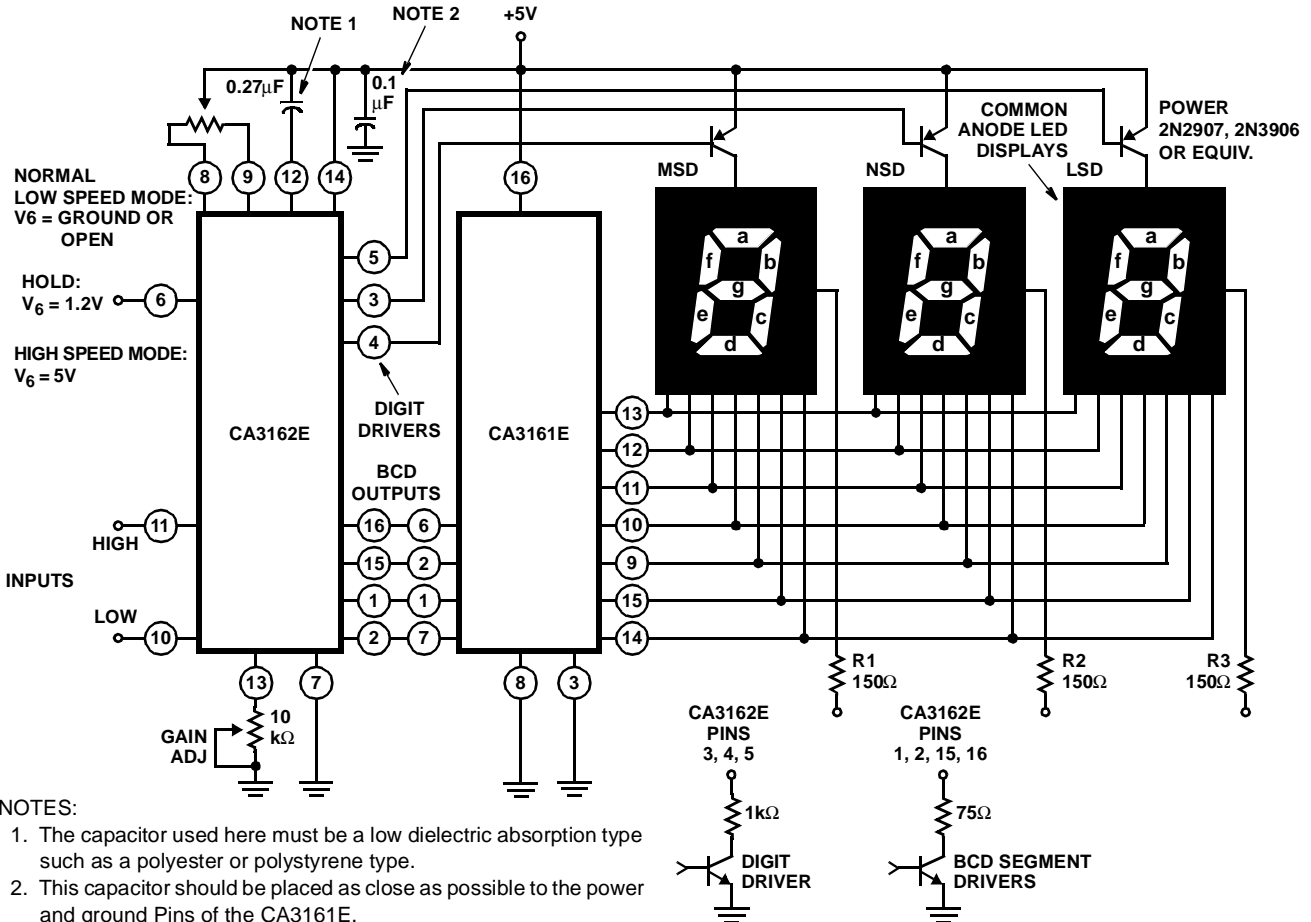 NOTE 1
NOTE 2
+5V
0.27μF
0.1
μF
COMMON
ANODE LED
DISPLAYS
POWER
2N2907, 2N3906
OR EQUIV.
MSD
NSD
LSD
8
9
12
14
16
NORMAL
LOW SPEED MODE:
V6 = GROUND OR
OPEN
HOLD:
V6 = 1.2V
6
HIGH SPEED MODE:
V6 = 5V
5
3
4
DIGIT
DRIVERS
CA3162E
CA3161E
a
b
c
d
e
f
g
a
b
c
d
e
f
g
a
b
c
d
e
f
g
13
12
11
10
9
15
14
BCD
OUTPUTS
16 6
15 2
1 1
2 7
11
HIGH
INPUTS
LOW
10
13
7
8
3
GAIN
ADJ
10
kΩ
R1
150Ω
R2
150Ω
R3
150Ω
CA3162E
PINS
3, 4, 5
1kΩ
DIGIT
DRIVER
CA3162E
PINS
1, 2, 15, 16
75Ω
BCD SEGMENT
DRIVERS
NOTES:
1. The capacitor used here must be a low dielectric absorption type
such as a polyester or polystyrene type.
2. This capacitor should be placed as close as possible to the power
and ground Pins of the CA3161E.